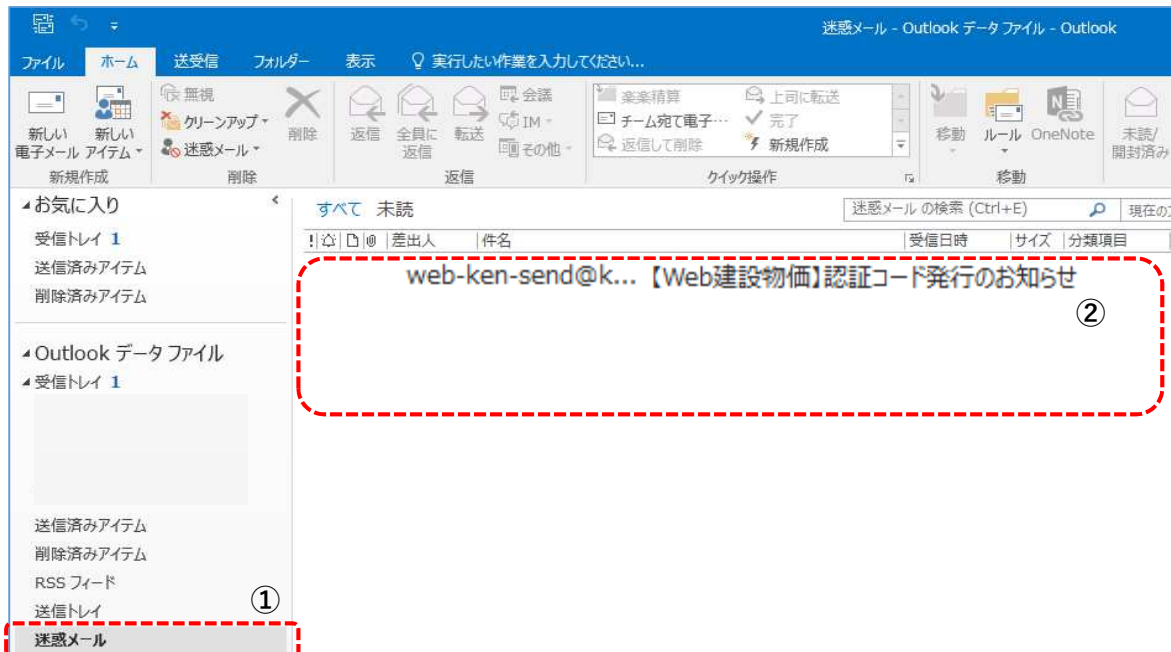 迷惑メール - Outlook データ ファイル - Outlook
ファイル ホーム 送受信 フォルダー 表示 実行したい作業を入力してください...
新しい 電子メール
新しい アイテム
無視
クリーンアップ
迷惑メール
削除
返信
全員に 返信
転送
会議
IM
その他
楽楽精算
チーム宛て電子…
返信して削除
上司に転送
完了
新規作成
移動
ルール
OneNote
未読/ 開封済み
新規作成 削除 返信 クイック操作 移動
お気に入り
受信トレイ 1
送信済みアイテム
削除済みアイテム
Outlook データ ファイル
受信トレイ 1
送信済みアイテム
削除済みアイテム
RSS フィード
送信トレイ
①
迷惑メール
すべて 未読
迷惑メール の検索 (Ctrl+E)
現在の
! 差出人 件名 受信日時 サイズ 分類項目
web-ken-send@k... 【Web建設物価】認証コード発行のお知らせ
②